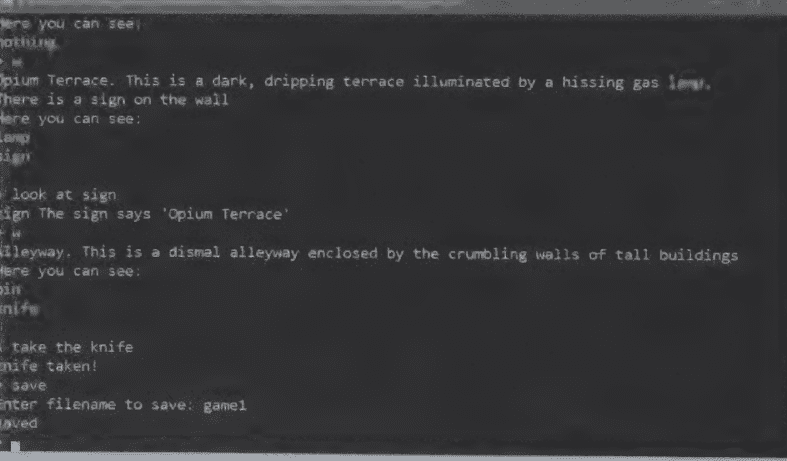 Here you can see:
nothing
> w
Opium Terrace. This is a dark, dripping terrace illuminated by a hissing gas lamp.
There is a sign on the wall
Here you can see:
lamp
sign
> look at sign
sign The sign says 'Opium Terrace'
> w
Alleyway. This is a dismal alleyway enclosed by the crumbling walls of tall buildings
Here you can see:
bin
knife
> take the knife
knife taken!
> save
Enter filename to save: game1
saved
>